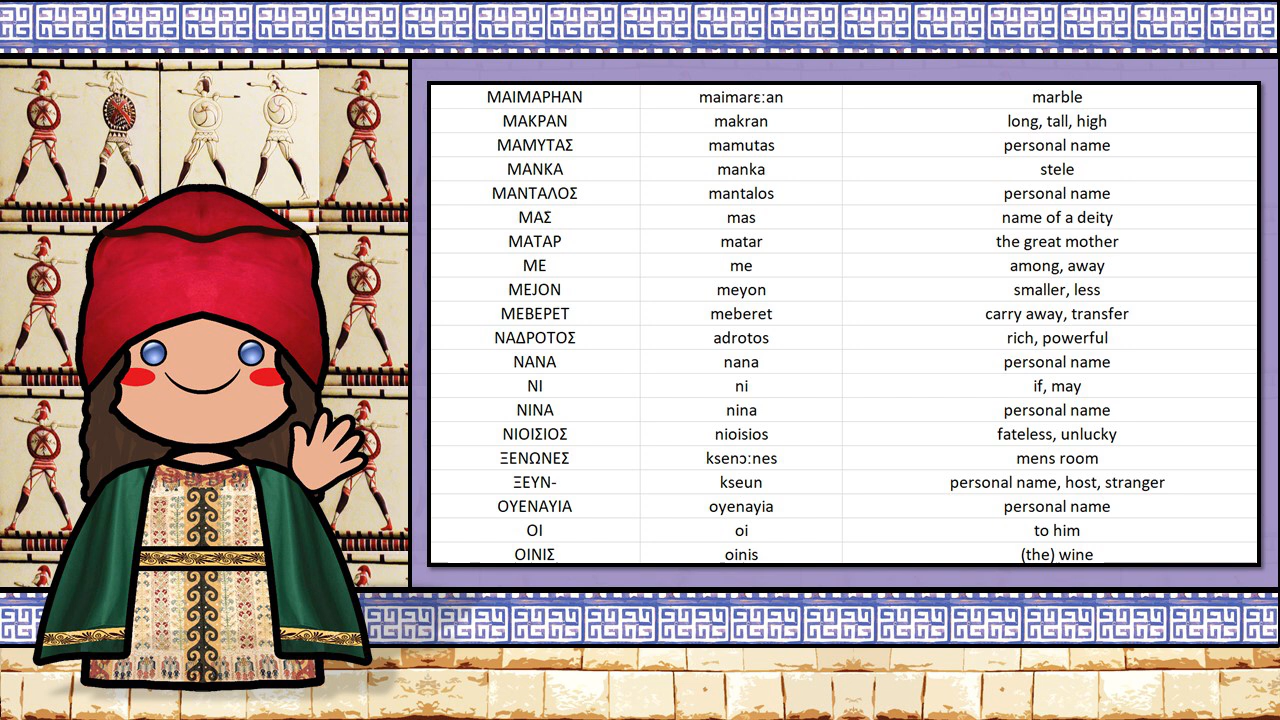 ΜΑΙΜΑΡΗΑΝ maimarɛːan marble
ΜΑΚΡΑΝ makran long, tall, high
ΜΑΜΥΤΑΣ mamutas personal name
ΜΑΝΚΑ manka stele
ΜΑΝΤΑΛΟΣ mantalos personal name
ΜΑΣ mas name of a deity
ΜΑΤΑΡ matar the great mother
ΜΕ me among, away
ΜΕJΟΝ meyon smaller, less
ΜΕΒΕΡΕΤ meberet carry away, transfer
ΝΑΔΡΟΤΟΣ adrotos rich, powerful
ΝΑΝΑ nana personal name
ΝΙ ni if, may
ΝΙΝΑ nina personal name
ΝΙΟΙΣΙΟΣ nioisios fateless, unlucky
ΞΕΝΩΝΕΣ ksenɔːnes mens room
ΞΕΥΝ- kseun personal name, host, stranger
ΟΥΕΝΑΥΙΑ oyenayia personal name
ΟΙ oi to him
ΟΙΝΙΣ oinis (the) wine